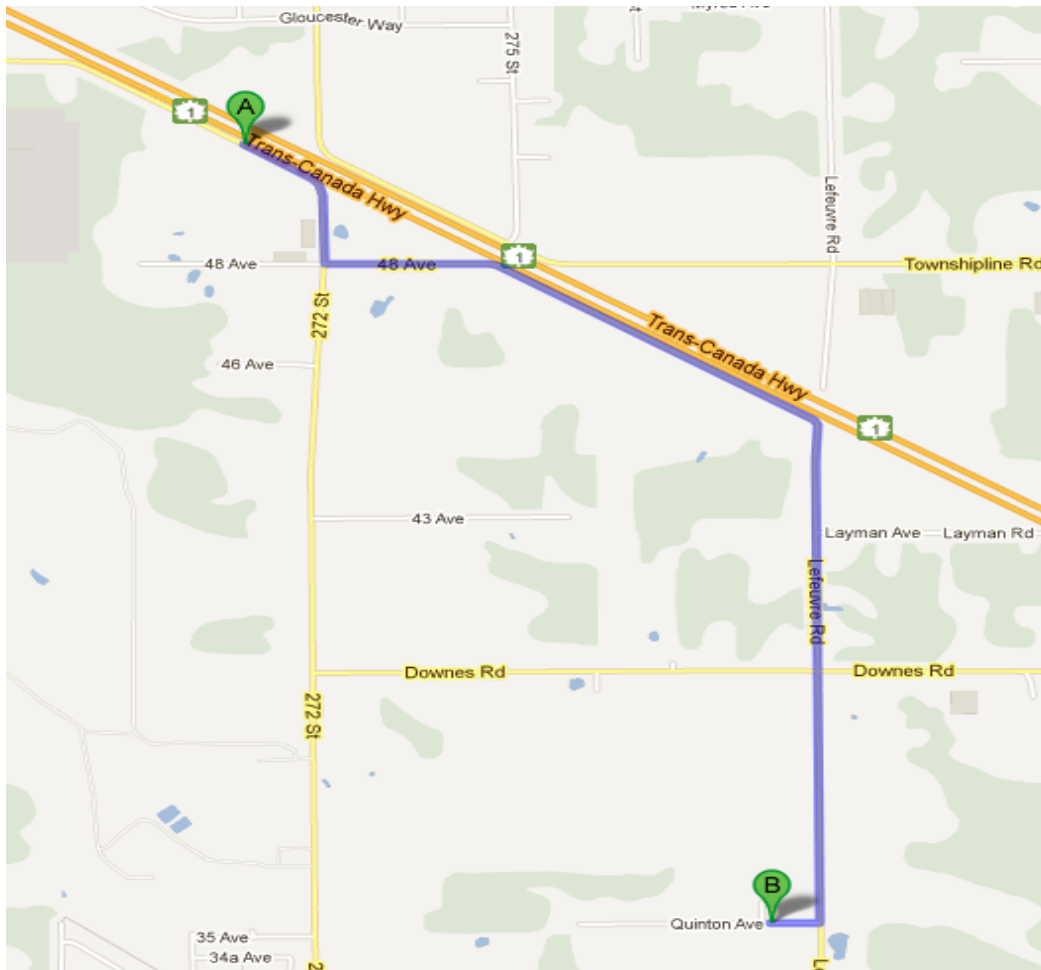 Gloucester Way
275 St
1
A
Trans-Canada Hwy
Lefeuvre Rd
48 Ave
48 Ave
1
Townshipline Rd
272 St
Trans-Canada Hwy
46 Ave
1
43 Ave
Layman Ave
Layman Rd
Lefeuvre Rd
Downes Rd
Downes Rd
272 St
B
Quinton Ave
35 Ave
34a Ave